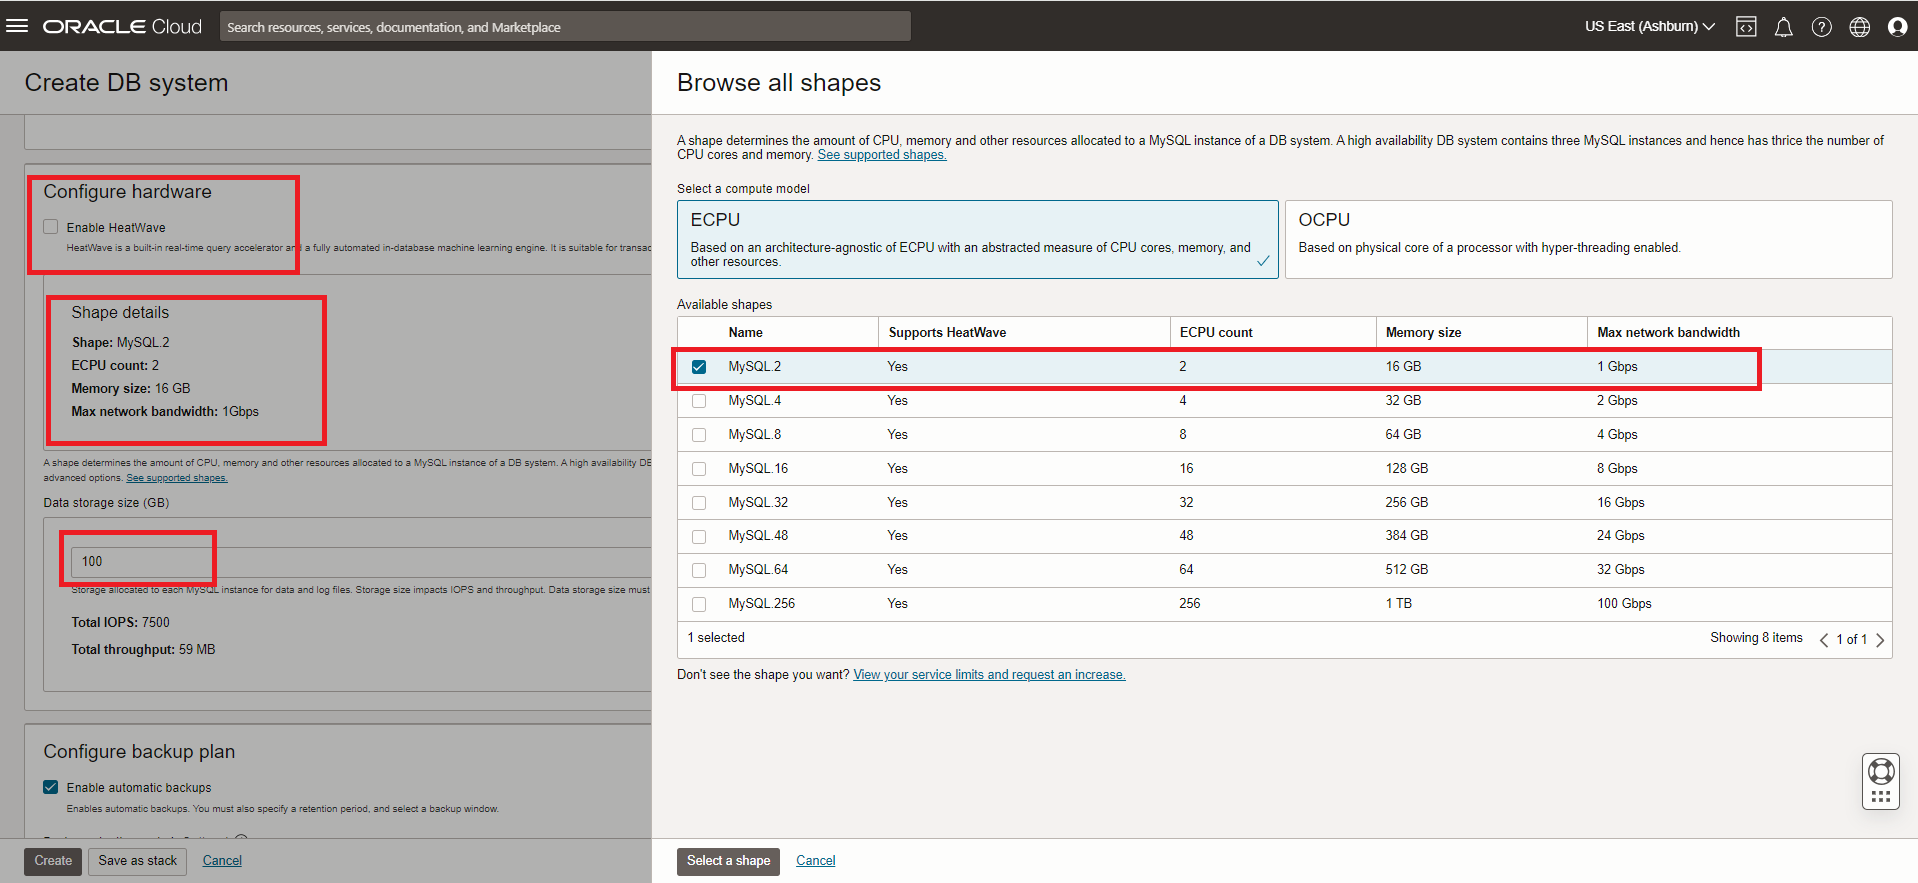 ORACLE Cloud
Search resources, services, documentation, and Marketplace
US East (Ashburn)
Create DB system
Configure hardware
Enable HeatWave
HeatWave is a built-in real-time query accelerator and a fully automated in-database machine learning engine. It is suitable for transac
Shape details
Shape: MySQL.2
ECPU count: 2
Memory size: 16 GB
Max network bandwidth: 1Gbps
A shape determines the amount of CPU, memory and other resources allocated to a MySQL instance of a DB system. A high availability DB
advanced options. See supported shapes.
Data storage size (GB)
100
Storage allocated to each MySQL instance for data and log files. Storage size impacts IOPS and throughput. Data storage size must
Total IOPS: 7500
Total throughput: 59 MB
Configure backup plan
Enable automatic backups
Enables automatic backups. You must also specify a retention period, and select a backup window.
Create Save as stack Cancel
Browse all shapes
A shape determines the amount of CPU, memory and other resources allocated to a MySQL instance of a DB system. A high availability DB system contains three MySQL instances and hence has thrice the number of
CPU cores and memory. See supported shapes.
Select a compute model
ECPU
Based on an architecture-agnostic of ECPU with an abstracted measure of CPU cores, memory, and
other resources.
OCPU
Based on physical core of a processor with hyper-threading enabled.
Available shapes
Name Supports HeatWave ECPU count Memory size Max network bandwidth
MySQL.2 Yes 2 16 GB 1 Gbps
MySQL.4 Yes 4 32 GB 2 Gbps
MySQL.8 Yes 8 64 GB 4 Gbps
MySQL.16 Yes 16 128 GB 8 Gbps
MySQL.32 Yes 32 256 GB 16 Gbps
MySQL.48 Yes 48 384 GB 24 Gbps
MySQL.64 Yes 64 512 GB 32 Gbps
MySQL.256 Yes 256 1 TB 100 Gbps
1 selected
Showing 8 items 1 of 1
Don't see the shape you want? View your service limits and request an increase.
Select a shape Cancel